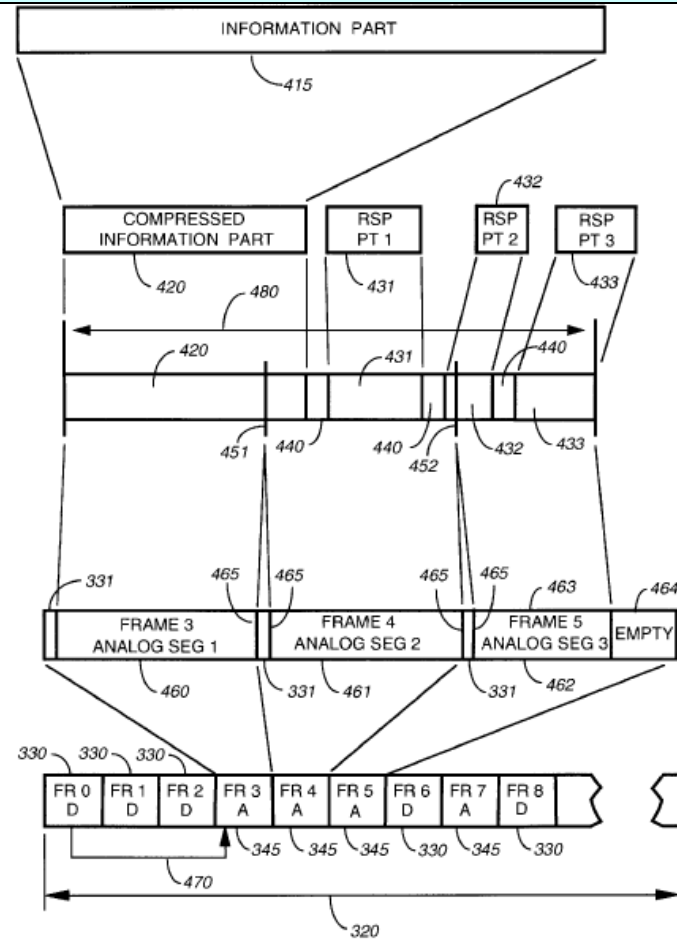 INFORMATION PART
415
432
COMPRESSED
INFORMATION PART
RSP
PT 1
RSP
PT 2
RSP
PT 3
420
431
433
480
420
431
440
451
440
440
452
432
433
331
465
465
465
465
463
464
FRAME 3
ANALOG SEG 1
FRAME 4
ANALOG SEG 2
FRAME 5
ANALOG SEG 3
EMPTY
460
331
461
331
462
330
330
330
FR 0
D
FR 1
D
FR 2
D
FR 3
A
FR 4
A
FR 5
A
FR 6
D
FR 7
A
FR 8
D
345
345
345
330
345
330
470
320